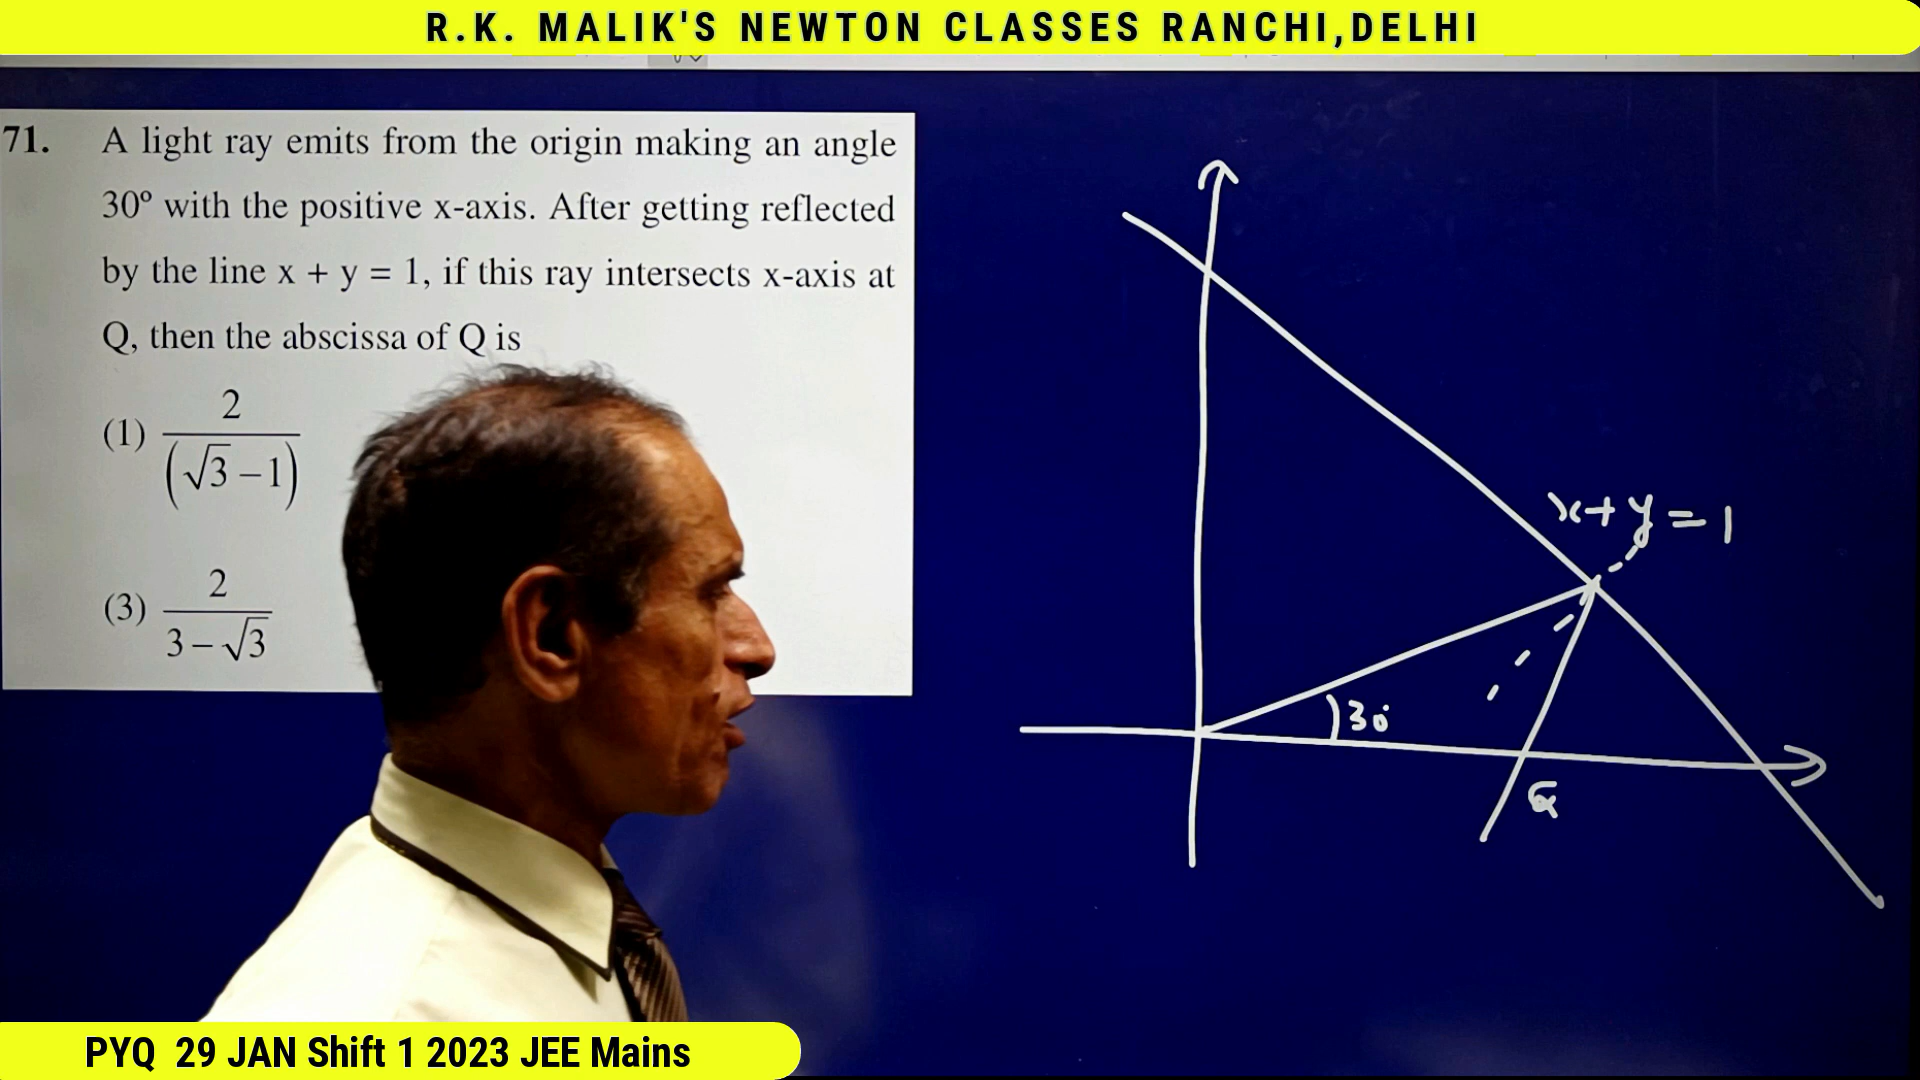 R.K. MALIK'S NEWTON CLASSES RANCHI,DELHI
71. A light ray emits from the origin making an angle
30º with the positive x-axis. After getting reflected
by the line x + y = 1, if this ray intersects x-axis at
Q, then the abscissa of Q is
(1) 2/(√3 – 1)
(3) 2/3 – √3
x + y = 1
30°
Q
PYQ 29 JAN Shift 1 2023 JEE Mains